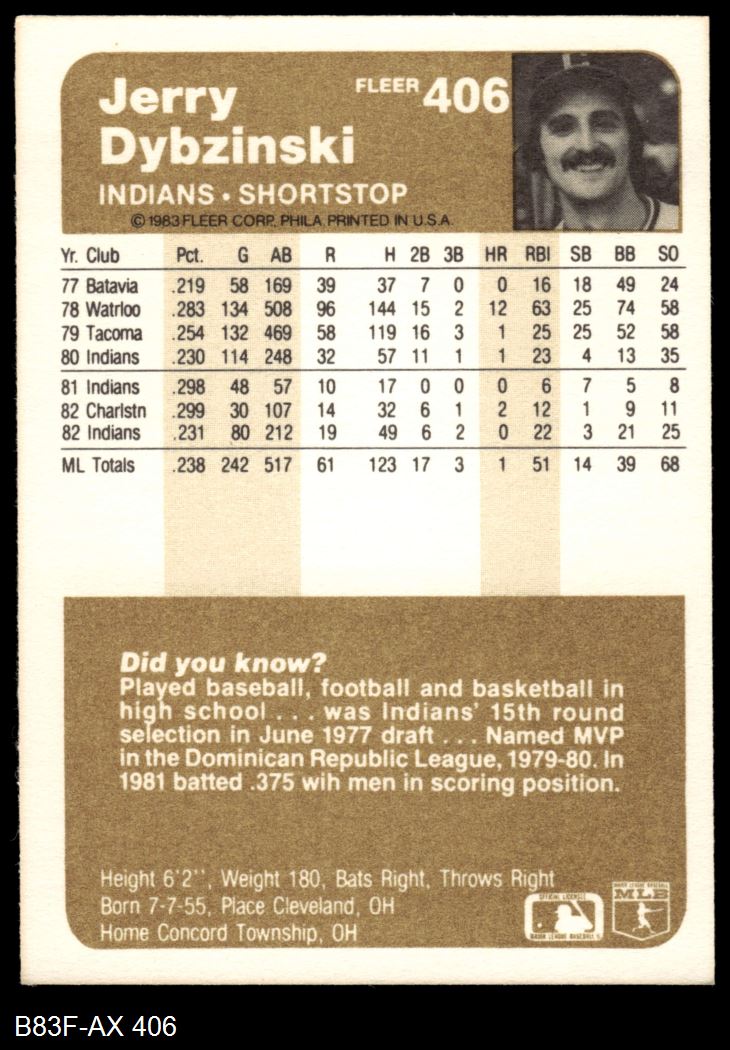 Jerry
Dybzinski
FLEER 406
INDIANS • SHORTSTOP
© 1983 FLEER CORP. PHILA. PRINTED IN U.S.A.
Yr. Club Pct. G AB R H 2B 3B HR RBI SB BB SO
77 Batavia .219 58 169 39 37 7 0 0 16 18 49 24
78 Watrloo .283 134 508 96 144 15 2 12 63 25 74 58
79 Tacoma .254 132 469 58 119 16 3 1 25 25 52 58
80 Indians .230 114 248 32 57 11 1 1 23 4 13 35
81 Indians .298 48 57 10 17 0 0 0 6 7 5 8
82 Charlstn .299 30 107 14 32 6 1 2 12 1 9 11
82 Indians .231 80 212 19 49 6 2 0 22 3 21 25
ML Totals .238 242 517 61 123 17 3 1 51 14 39 68
Did you know?
Played baseball, football and basketball in
high school . . . was Indians' 15th round
selection in June 1977 draft . . . Named MVP
in the Dominican Republic League, 1979-80. In
1981 batted .375 wih men in scoring position.
Height 6'2'', Weight 180, Bats Right, Throws Right
Born 7-7-55, Place Cleveland, OH
Home Concord Township, OH
OFFICIAL LICENSEE
MAJOR LEAGUE BASEBALL
MAJOR LEAGUE BASEBALL
MLB
B83F-AX 406